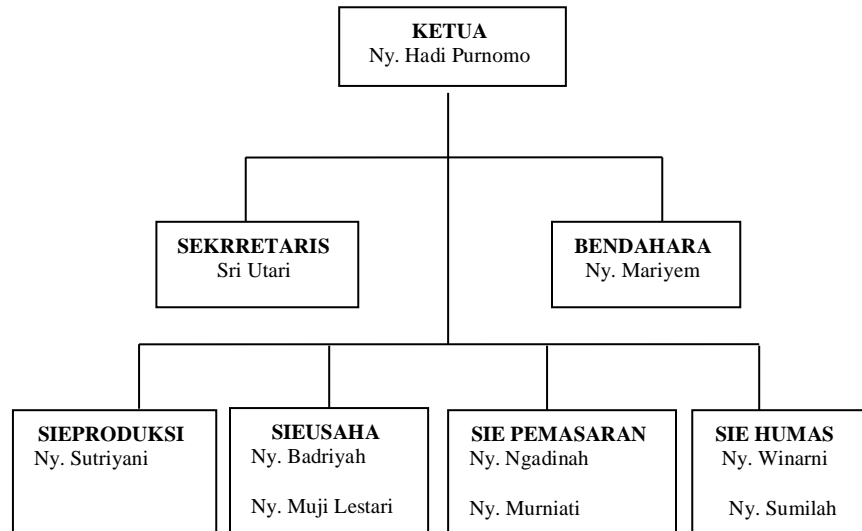 KETUA
Ny. Hadi Purnomo
SEKRRETARIS
Sri Utari
BENDAHARA
Ny. Mariyem
SIEPRODUKSI
Ny. Sutriyani
SIEUSAHA
Ny. Badriyah
Ny. Muji Lestari
SIE PEMASARAN
Ny. Ngadinah
Ny. Murniati
SIE HUMAS
Ny. Winarni
Ny. Sumilah